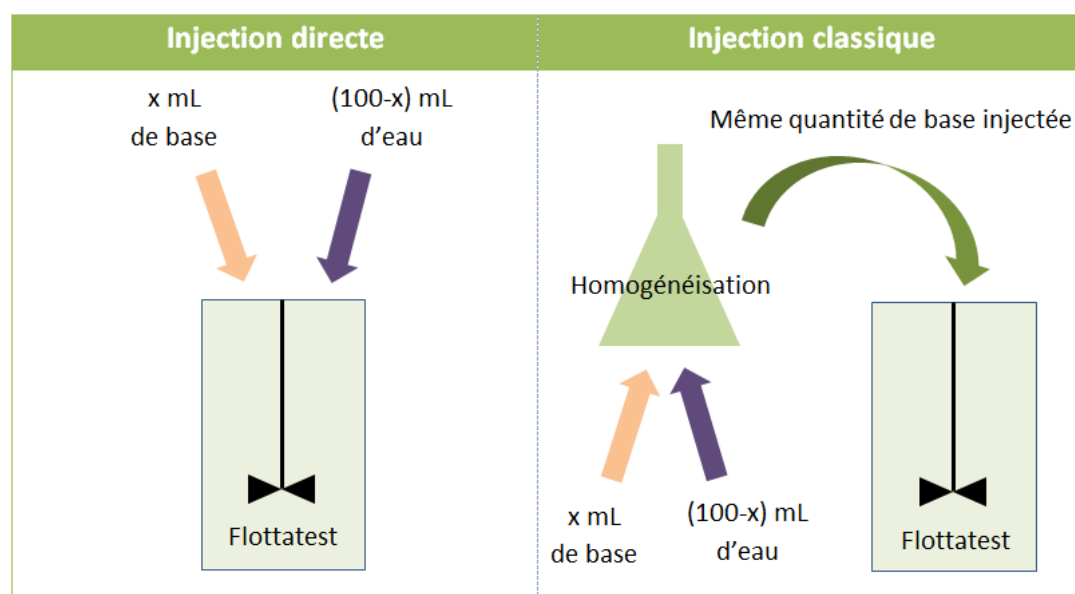 Injection directe
x mL
de base
(100-x) mL
d'eau
Flottatest
Injection classique
Même quantité de base injectée
Homogénéisation
x mL
de base
(100-x) mL
d'eau
Flottatest